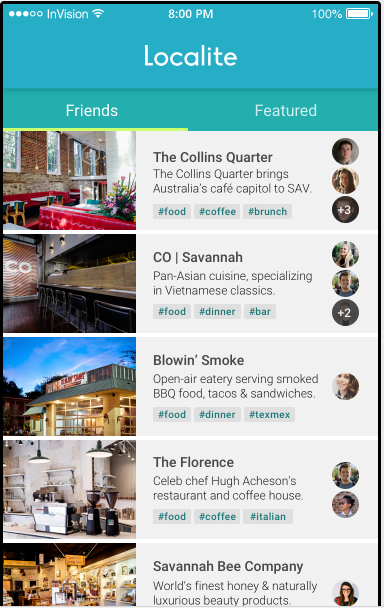 InVision 8:00 PM 100%
Localite
Friends Featured
The Collins Quarter
The Collins Quarter brings
Australia's café capitol to SAV.
#food #coffee #brunch
+3
CO
CO | Savannah
Pan-Asian cuisine, specializing
in Vietnamese classics.
#food #dinner #bar
+2
Blowin' Smoke
Open-air eatery serving smoked
BBQ food, tacos & sandwiches.
#food #dinner #texmex
The Florence
Celeb chef Hugh Acheson's
restaurant and coffee house.
#food #coffee #italian
Savannah Bee Company
World's finest honey & naturally
luxurious beauty products.